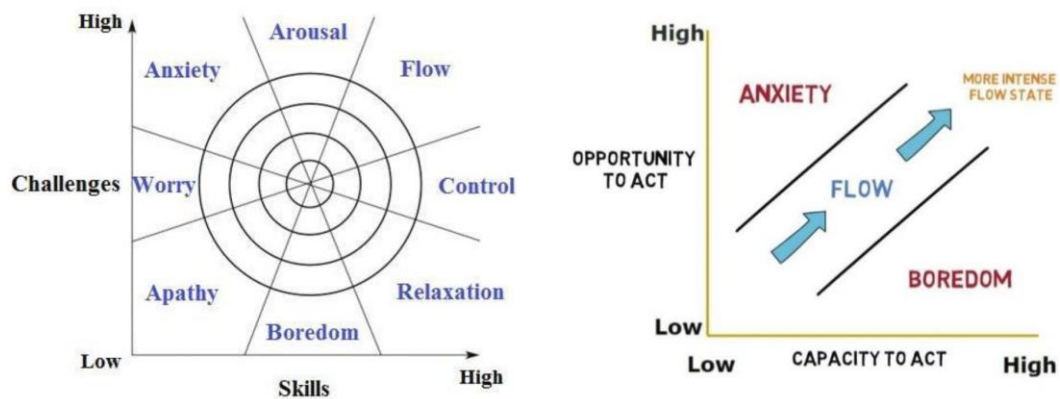 High
Arousal
Anxiety
Flow
Challenges
Worry
Control
Apathy
Relaxation
Boredom
Low
High
Skills
High
MORE INTENSE
FLOW STATE
ANXIETY
OPPORTUNITY
TO ACT
FLOW
BOREDOM
Low
Low
CAPACITY TO ACT
High